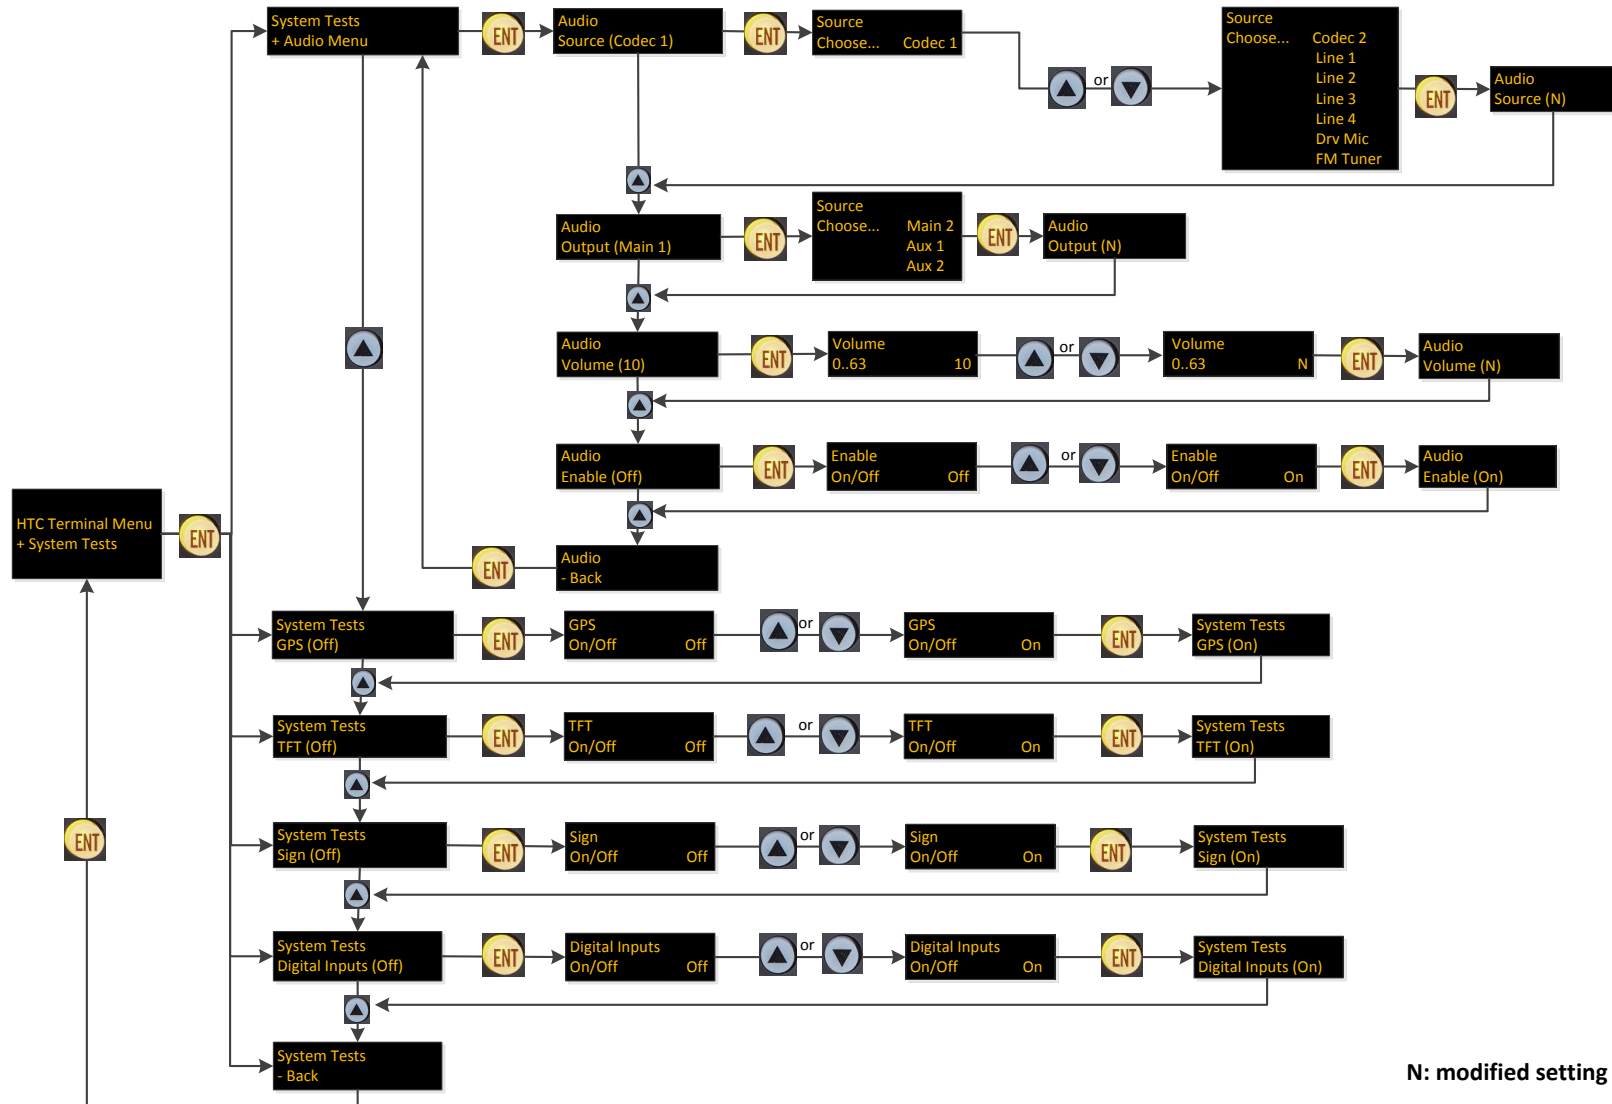 System Tests
+ Audio Menu
ENT
Audio
Source (Codec 1)
ENT
Source
Choose... Codec 1
or
Source
Choose... Codec 2
Line 1
Line 2
Line 3
Line 4
Drv Mic
FM Tuner
ENT
Audio
Source (N)
Audio
Output (Main 1)
ENT
Source
Choose... Main 2
Aux 1
Aux 2
ENT
Audio
Output (N)
Audio
Volume (10)
ENT
Volume
0..63 10
or
Volume
0..63 N
ENT
Audio
Volume (N)
Audio
Enable (Off)
ENT
Enable
On/Off Off
or
Enable
On/Off On
ENT
Audio
Enable (On)
HTC Terminal Menu
+ System Tests
ENT
ENT
Audio
- Back
System Tests
GPS (Off)
ENT
GPS
On/Off Off
or
GPS
On/Off On
ENT
System Tests
GPS (On)
System Tests
TFT (Off)
ENT
TFT
On/Off Off
or
TFT
On/Off On
ENT
System Tests
TFT (On)
ENT
System Tests
Sign (Off)
ENT
Sign
On/Off Off
or
Sign
On/Off On
ENT
System Tests
Sign (On)
System Tests
Digital Inputs (Off)
ENT
Digital Inputs
On/Off Off
or
Digital Inputs
On/Off On
ENT
System Tests
Digital Inputs (On)
System Tests
- Back
N: modified setting